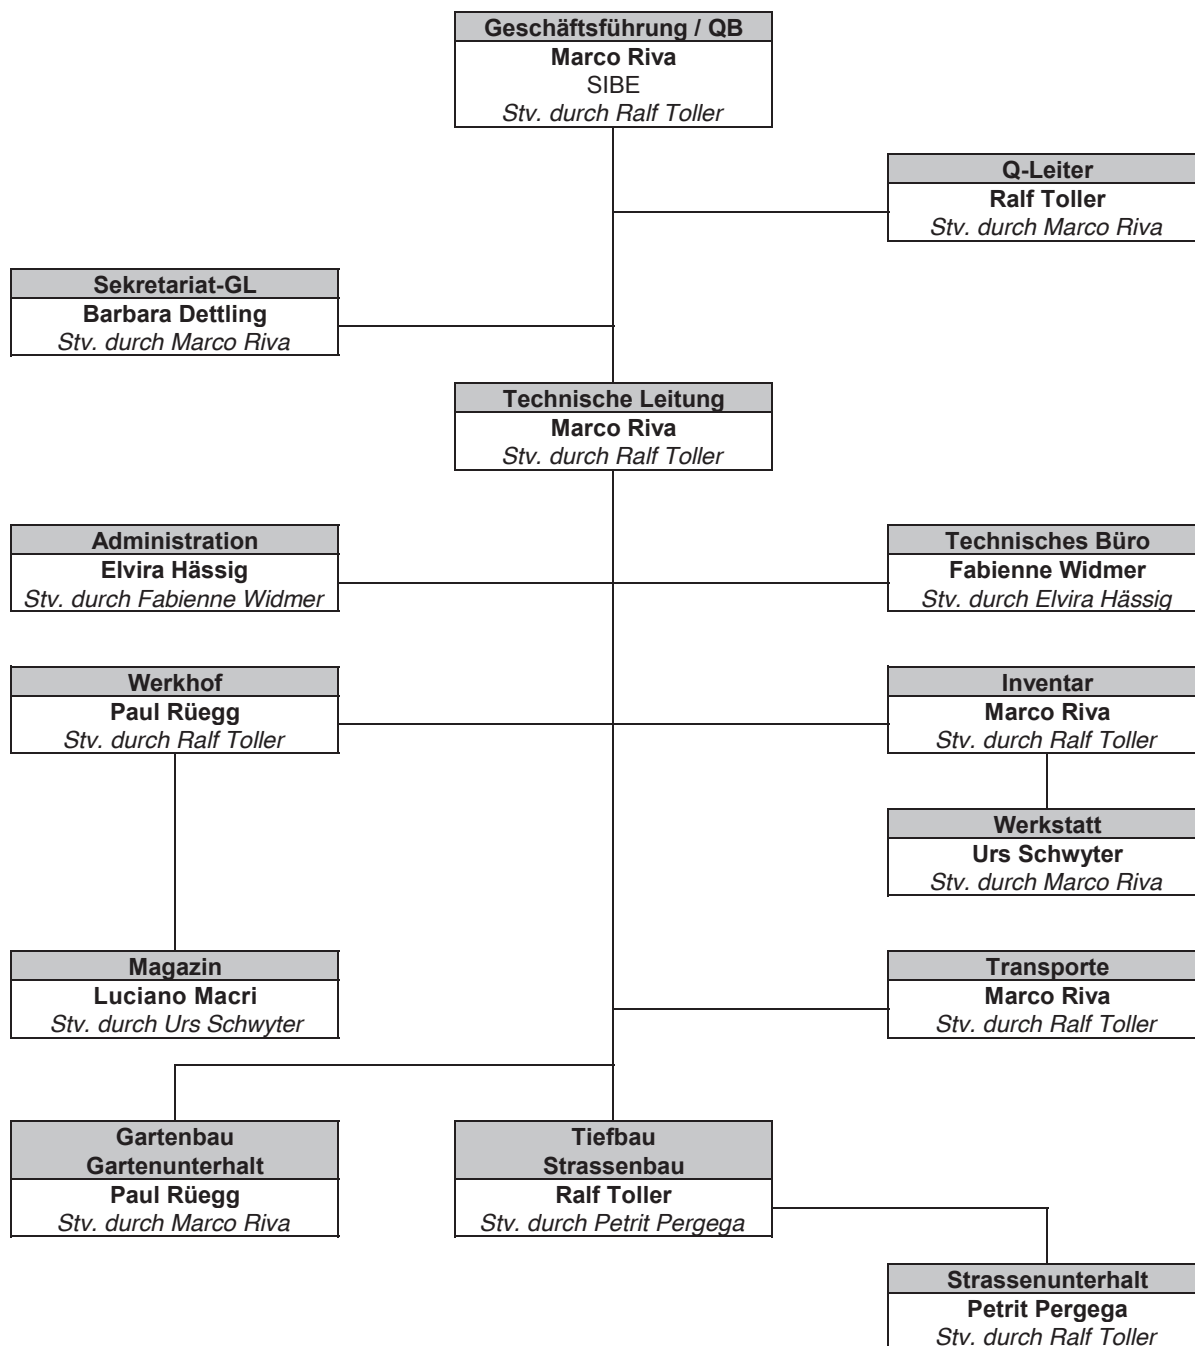 Geschäftsführung / QB
Marco Riva
SIBE
Stv. durch Ralf Toller
Q-Leiter
Ralf Toller
Stv. durch Marco Riva
Sekretariat-GL
Barbara Dettling
Stv. durch Marco Riva
Technische Leitung
Marco Riva
Stv. durch Ralf Toller
Administration
Elvira Hässig
Stv. durch Fabienne Widmer
Technisches Büro
Fabienne Widmer
Stv. durch Elvira Hässig
Werkhof
Paul Rüegg
Stv. durch Ralf Toller
Inventar
Marco Riva
Stv. durch Ralf Toller
Werkstatt
Urs Schwyter
Stv. durch Marco Riva
Magazin
Luciano Macri
Stv. durch Urs Schwyter
Transporte
Marco Riva
Stv. durch Ralf Toller
Gartenbau
Gartenunterhalt
Paul Rüegg
Stv. durch Marco Riva
Tiefbau
Strassenbau
Ralf Toller
Stv. durch Petrit Pergega
Strassenunterhalt
Petrit Pergega
Stv. durch Ralf Toller